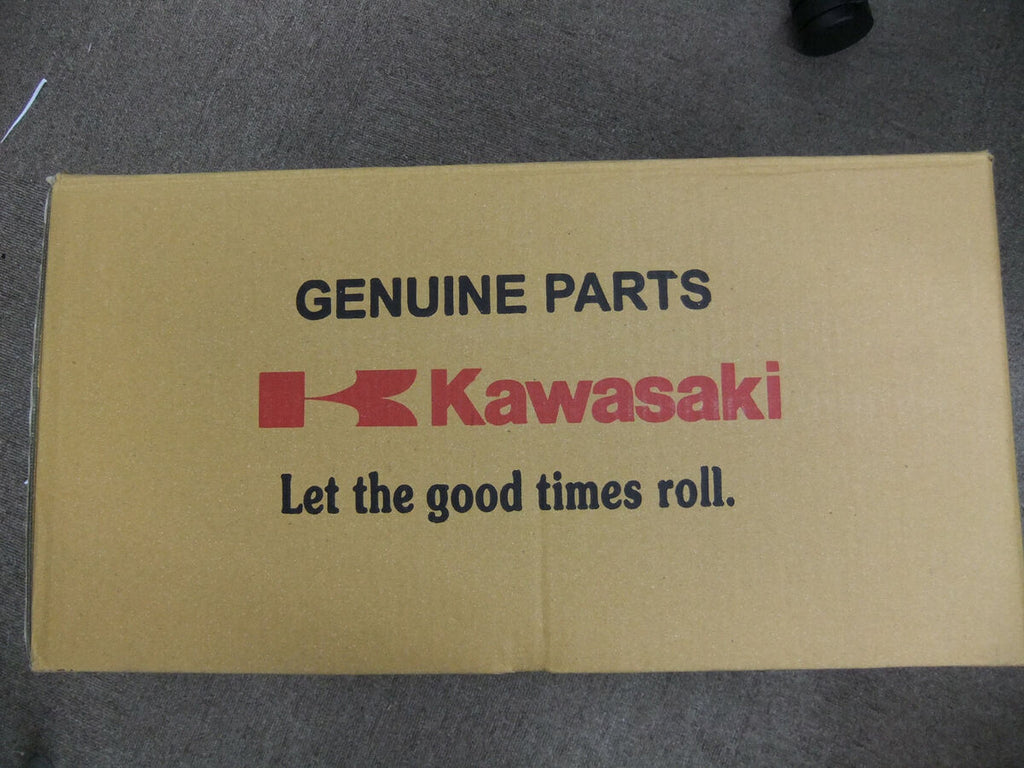 GENUINE PARTS
Kawasaki
Let the good times roll.